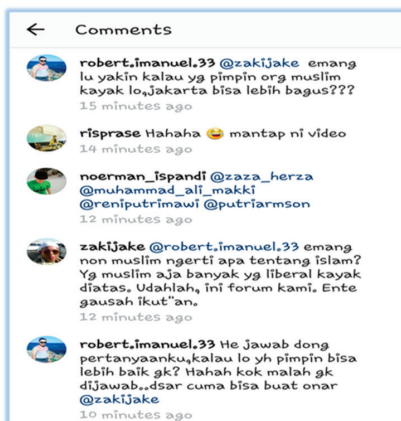 Comments
robert.imanuel.33 @zakijake emang
lu yakin kalau yg pimpin org muslim
kayak lo,jakarta bisa lebih bagus???
15 minutes ago
risprase Hahaha 😂 mantap ni video
14 minutes ago
noerman_ispandi @zaza_herza
@muhammad_ali_makki
@reniputrimawi @putriarmson
12 minutes ago
zakijake @robert.imanuel.33 emang
non muslim ngerti apa tentang islam?
Yg muslim aja banyak yg liberal kayak
diatas. Udahlah, ini forum kami. Ente
gausah ikut"an.
12 minutes ago
robert.imanuel.33 He jawab dong
pertanyaanku,kalau lo yh pimpin bisa
lebih baik gk? Hahah kok malah gk
dijawab..dsar cuma bisa buat onar
@zakijake
10 minutes ago